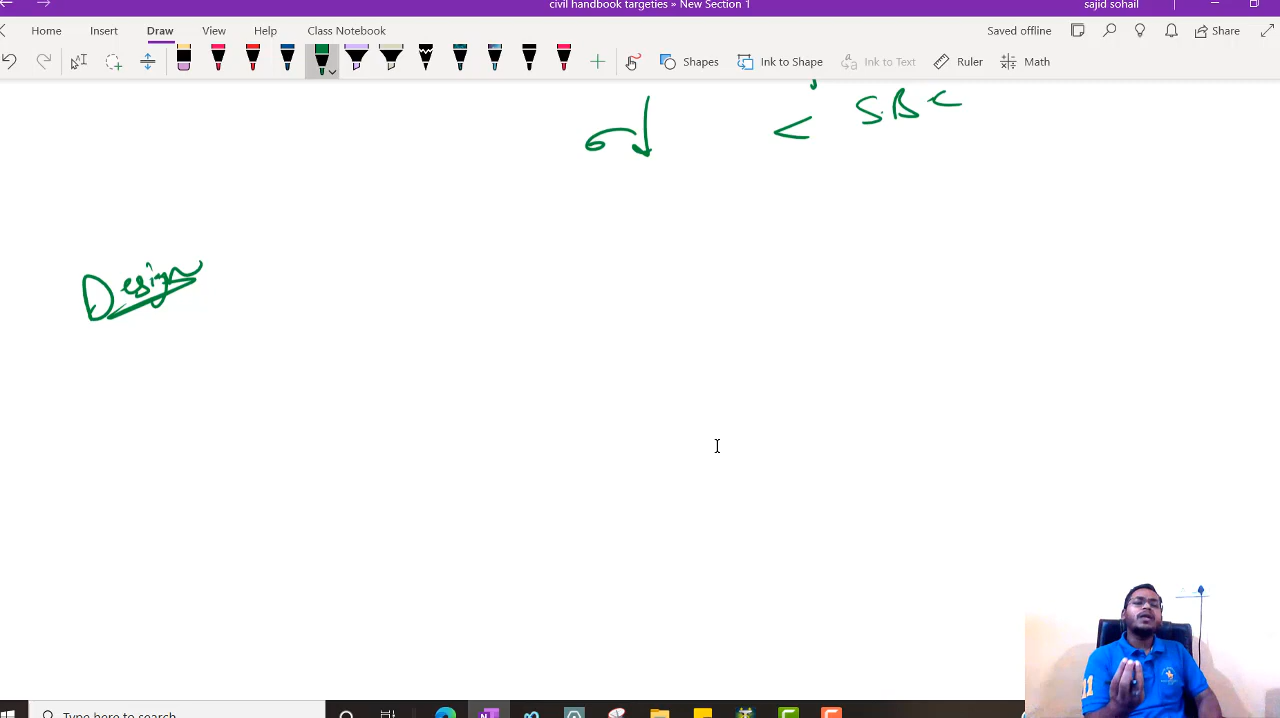 civil handbook targeties » New Section 1
sajid sohail
Home Insert Draw View Help Class Notebook
Saved offline
Share
Shapes
Ink to Shape
Ink to Text
Ruler
Math
< S.B.C
Design
Type here to search